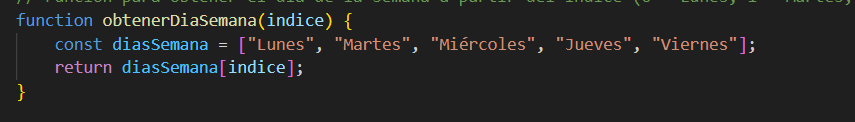 // Función para obtener el día de la semana a partir del índice (0 = Lunes, 1 = Martes,
function obtenerDiaSemana(indice) {
const diasSemana = ["Lunes", "Martes", "Miércoles", "Jueves", "Viernes"];
return diasSemana[indice];
}